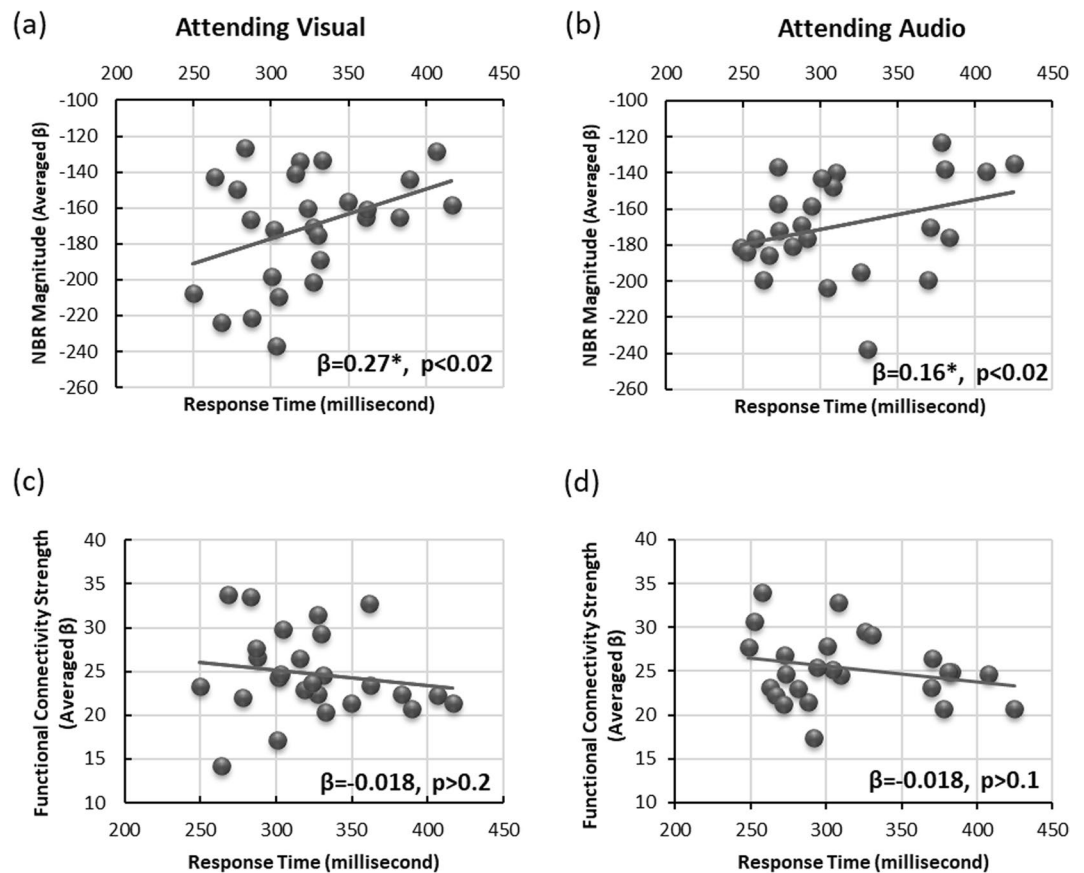 (a)
Attending Visual
200 250 300 350 400 450
-100
-120
-140
-160
-180
-200
-220
-240
-260
NBR Magnitude (Averaged β)
β=0.27*, p<0.02
Response Time (millisecond)
(b)
Attending Audio
200 250 300 350 400 450
-100
-120
-140
-160
-180
-200
-220
-240
-260
NBR Magnitude (Averaged β)
β=0.16*, p<0.02
Response Time (millisecond)
(c)
40
35
30
25
20
15
10
Functional Connectivity Strength
(Averaged β)
β=-0.018, p>0.2
200 250 300 350 400 450
Response Time (millisecond)
(d)
40
35
30
25
20
15
10
Functional Connectivity Strength
(Averaged β)
β=-0.018, p>0.1
200 250 300 350 400 450
Response Time (millisecond)